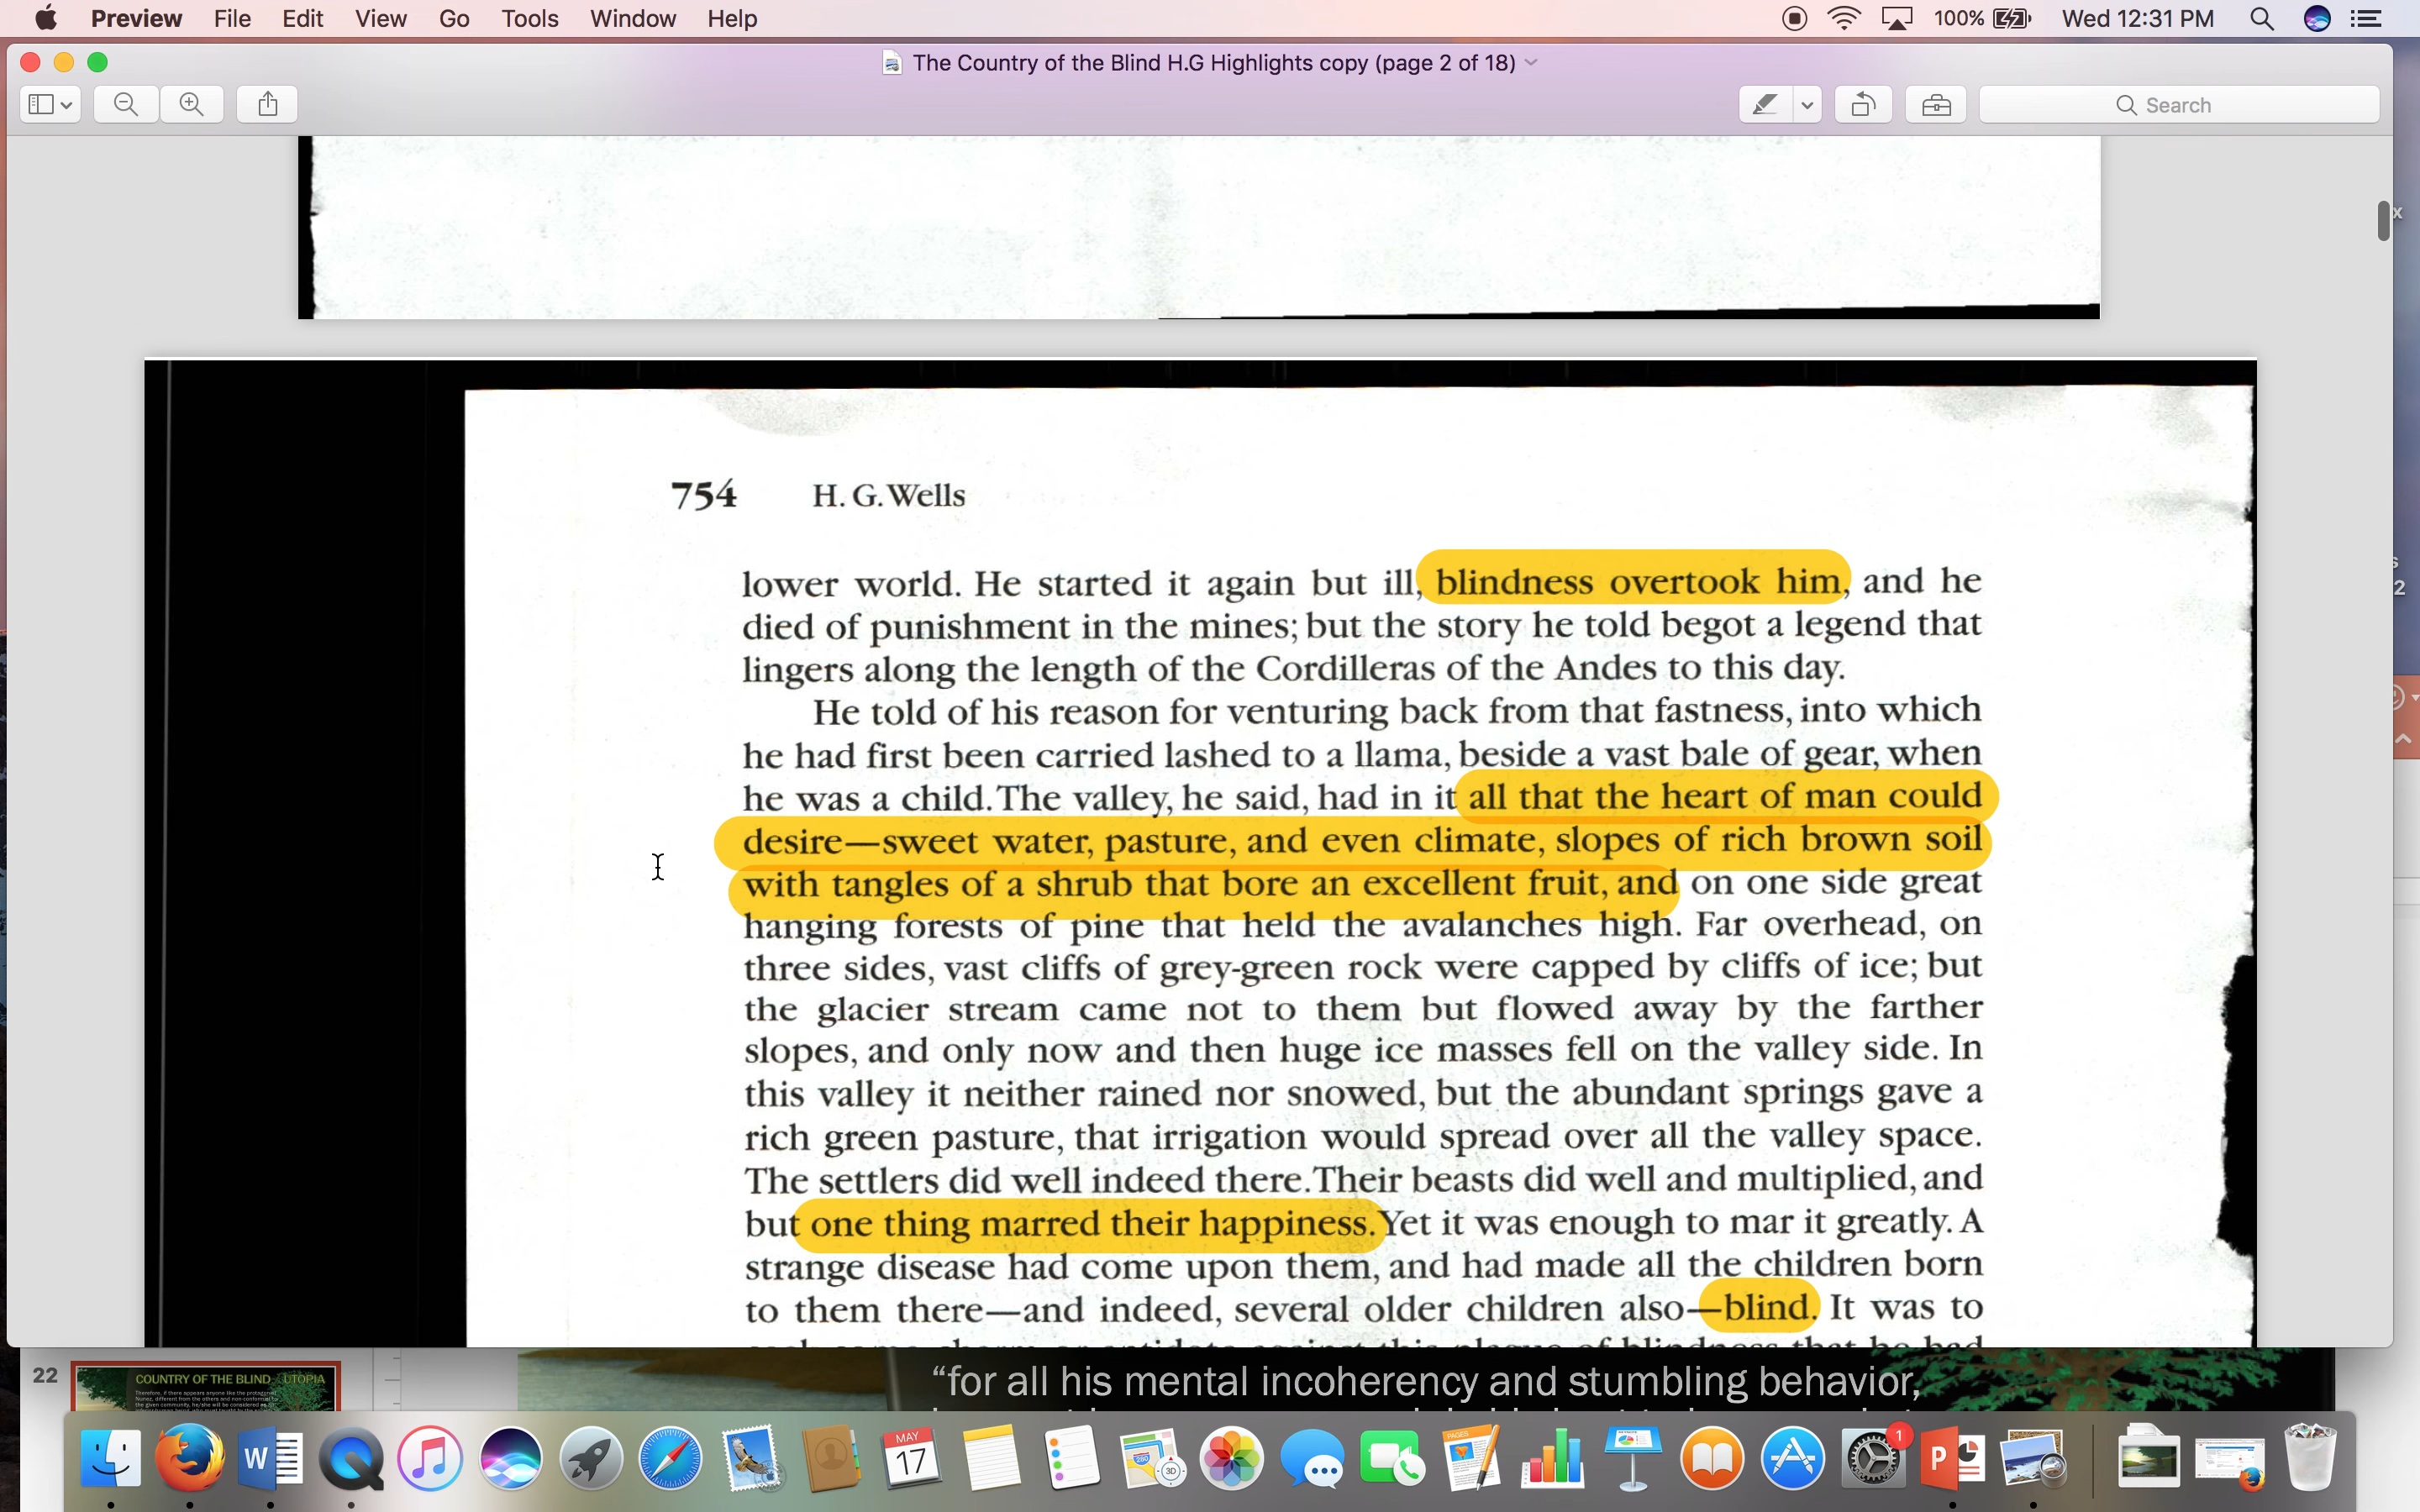 Preview File Edit View Go Tools Window Help 100% Wed 12:31 PM
The Country of the Blind H.G Highlights copy (page 2 of 18)
Search
754 H. G. Wells
lower world. He started it again but ill, blindness overtook him, and he
died of punishment in the mines; but the story he told begot a legend that
lingers along the length of the Cordilleras of the Andes to this day.
He told of his reason for venturing back from that fastness, into which
he had first been carried lashed to a llama, beside a vast bale of gear, when
he was a child. The valley, he said, had in it all that the heart of man could
desire—sweet water, pasture, and even climate, slopes of rich brown soil
with tangles of a shrub that bore an excellent fruit, and on one side great
hanging forests of pine that held the avalanches high. Far overhead, on
three sides, vast cliffs of grey-green rock were capped by cliffs of ice; but
the glacier stream came not to them but flowed away by the farther
slopes, and only now and then huge ice masses fell on the valley side. In
this valley it neither rained nor snowed, but the abundant springs gave a
rich green pasture, that irrigation would spread over all the valley space.
The settlers did well indeed there. Their beasts did well and multiplied, and
but one thing marred their happiness. Yet it was enough to mar it greatly. A
strange disease had come upon them, and had made all the children born
to them there—and indeed, several older children also—blind. It was to
22
COUNTRY OF THE BLIND UTOPIA
“for all his mental incoherency and stumbling behavior,
MAY
17
PAGES
280
3D
1